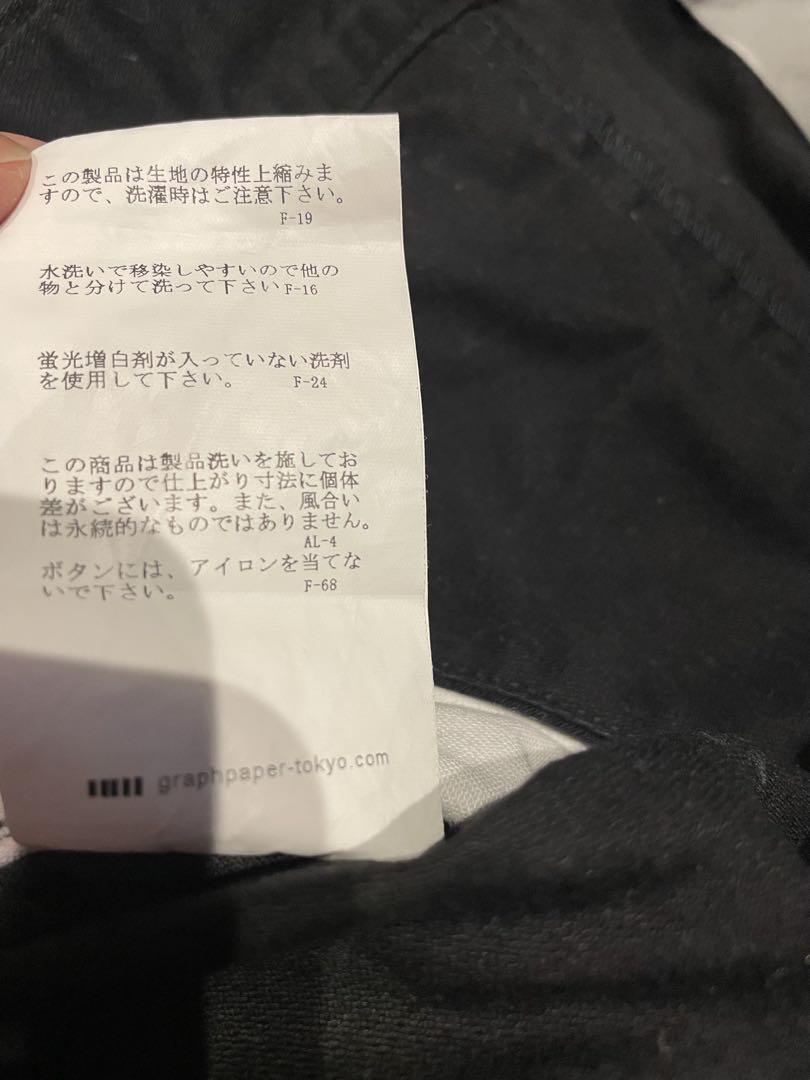 この製品は生地の特性上縮みま
すので、洗濯時はご注意下さい。
F-19
水洗いで移染しやすいので他の
物と分けて洗って下さい F-16
蛍光増白剤が入っていない洗剤
を使用して下さい。 F-24
この商品は製品洗いを施してお
りますので仕上がり寸法に個体
差がございます。また、風合い
は永続的なものではありません。
AL-4
ボタンには、アイロンを当てな
いで下さい。 F-68
graphpaper-tokyo.com